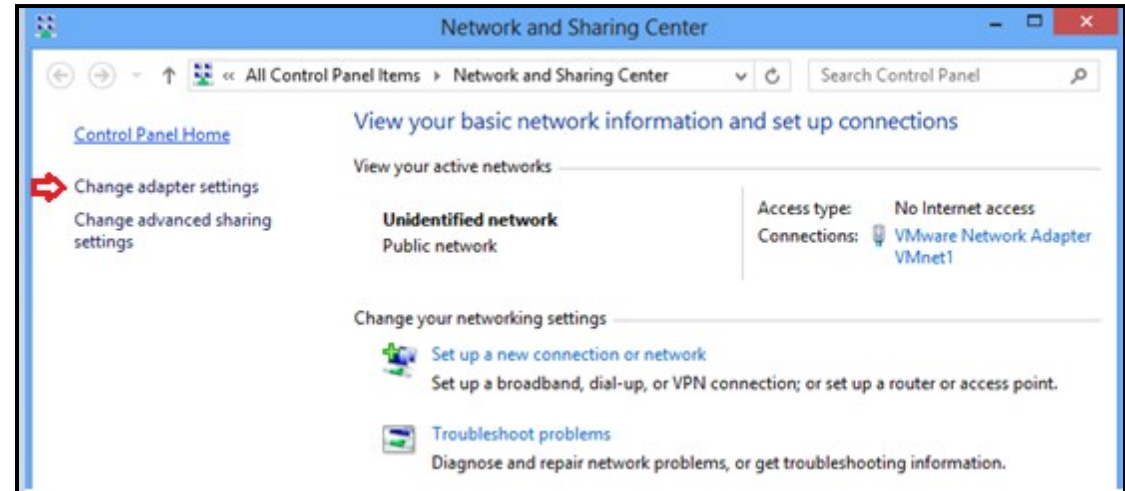 Network and Sharing Center
« All Control Panel Items ▸ Network and Sharing Center
Search Control Panel
Control Panel Home
Change adapter settings
Change advanced sharing
settings
View your basic network information and set up connections
View your active networks
Unidentified network
Public network
Access type: No Internet access
Connections: VMware Network Adapter
VMnet1
Change your networking settings
Set up a new connection or network
Set up a broadband, dial-up, or VPN connection; or set up a router or access point.
Troubleshoot problems
Diagnose and repair network problems, or get troubleshooting information.